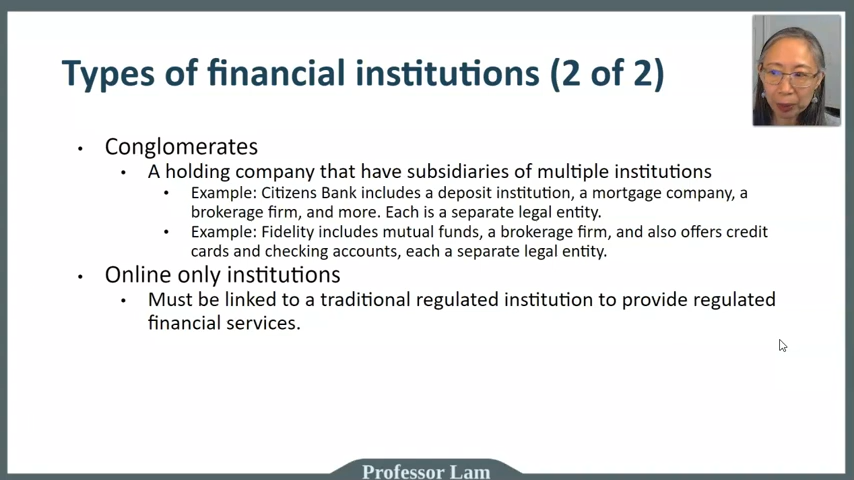 Types of financial institutions (2 of 2)
• Conglomerates
• A holding company that have subsidiaries of multiple institutions
• Example: Citizens Bank includes a deposit institution, a mortgage company, a
brokerage firm, and more. Each is a separate legal entity.
• Example: Fidelity includes mutual funds, a brokerage firm, and also offers credit
cards and checking accounts, each a separate legal entity.
• Online only institutions
• Must be linked to a traditional regulated institution to provide regulated
financial services.
Professor Lam